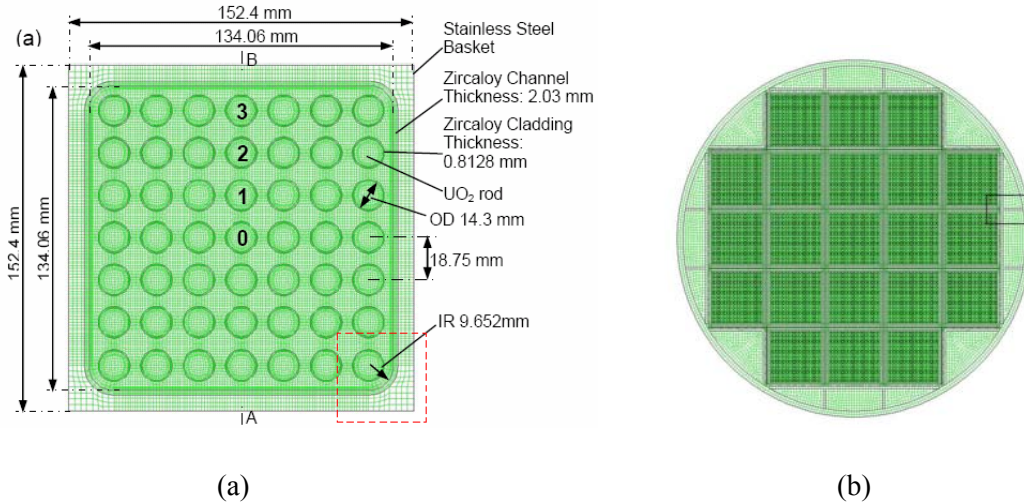 152.4 mm
(a)
134.06 mm
B
Stainless Steel
Basket
Zircaloy Channel
Thickness: 2.03 mm
Zircaloy Cladding
Thickness:
0.8128 mm
UO₂ rod
OD 14.3 mm
18.75 mm
IR 9.652mm
152.4 mm
134.06 mm
3
2
1
0
A
(a)
(b)